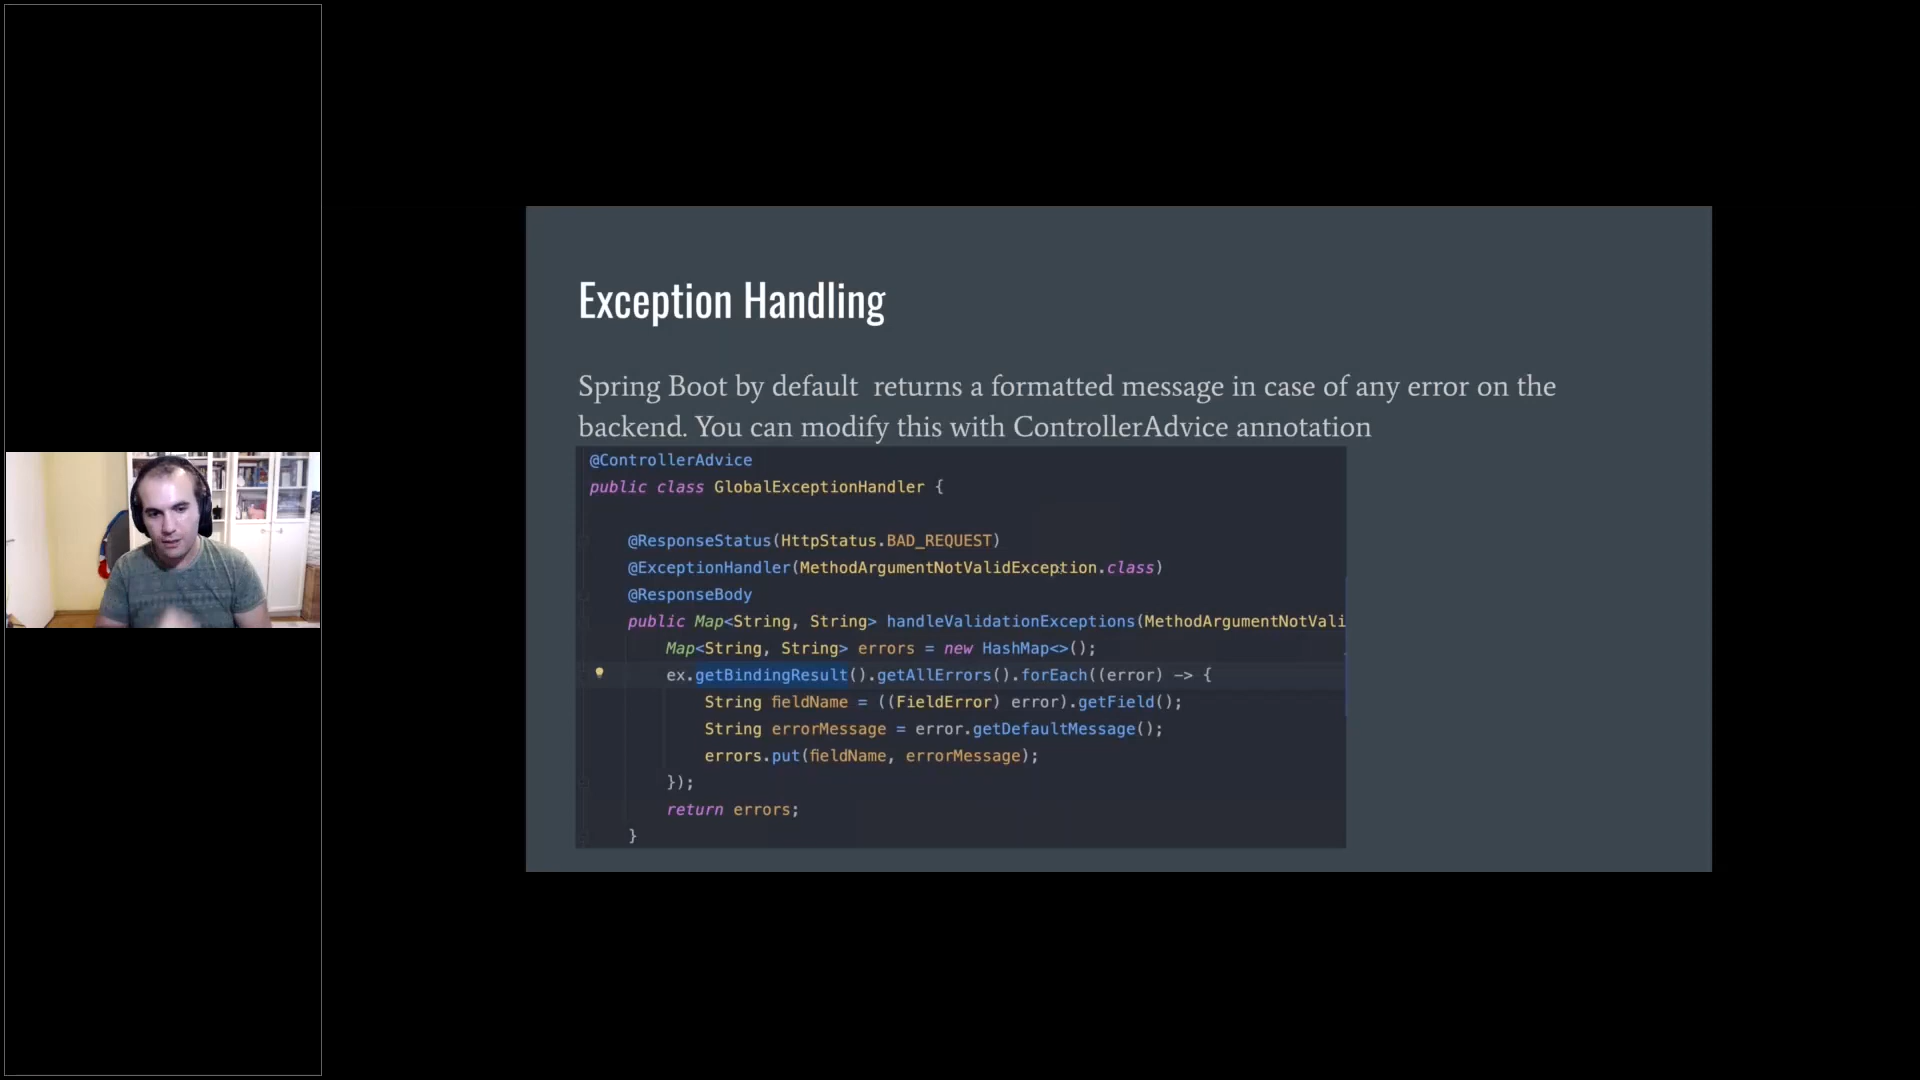 Exception Handling
Spring Boot by default  returns a formatted message in case of any error on the
backend. You can modify this with ControllerAdvice annotation
@ControllerAdvice
public class GlobalExceptionHandler {
@ResponseStatus(HttpStatus.BAD_REQUEST)
@ExceptionHandler(MethodArgumentNotValidException.class)
@ResponseBody
public Map<String, String> handleValidationExceptions(MethodArgumentNotVali
Map<String, String> errors = new HashMap<>();
ex.getBindingResult().getAllErrors().forEach((error) -> {
String fieldName = ((FieldError) error).getField();
String errorMessage = error.getDefaultMessage();
errors.put(fieldName, errorMessage);
});
return errors;
}